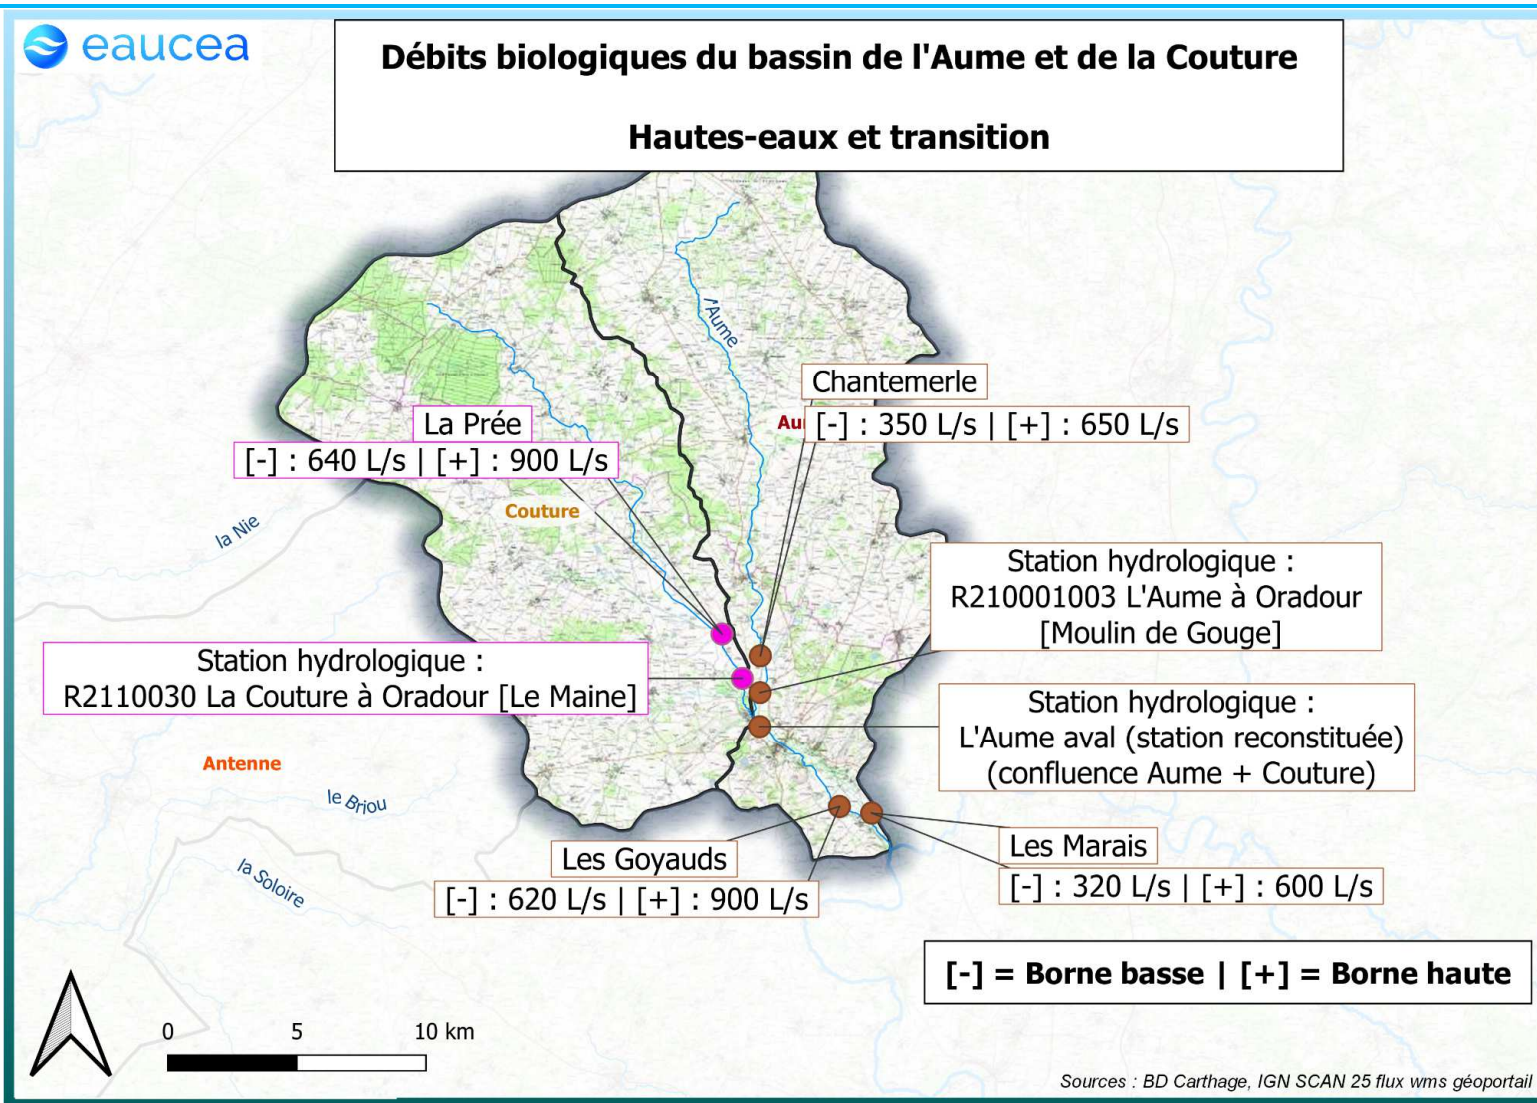 eaucea
Débits biologiques du bassin de l'Aume et de la Couture
Hautes-eaux et transition
l'Aume
Chantemerle
[-] : 350 L/s | [+] : 650 L/s
La Prée
[-] : 640 L/s | [+] : 900 L/s
Couture
la Nie
Station hydrologique :
R210001003 L'Aume à Oradour
[Moulin de Gouge]
Station hydrologique :
R2110030 La Couture à Oradour [Le Maine]
Station hydrologique :
L'Aume aval (station reconstituée)
(confluence Aume + Couture)
Antenne
le Briou
la Soloire
Les Goyauds
[-] : 620 L/s | [+] : 900 L/s
Les Marais
[-] : 320 L/s | [+] : 600 L/s
[-] = Borne basse | [+] = Borne haute
0 5 10 km
Sources : BD Carthage, IGN SCAN 25 flux wms géoportail